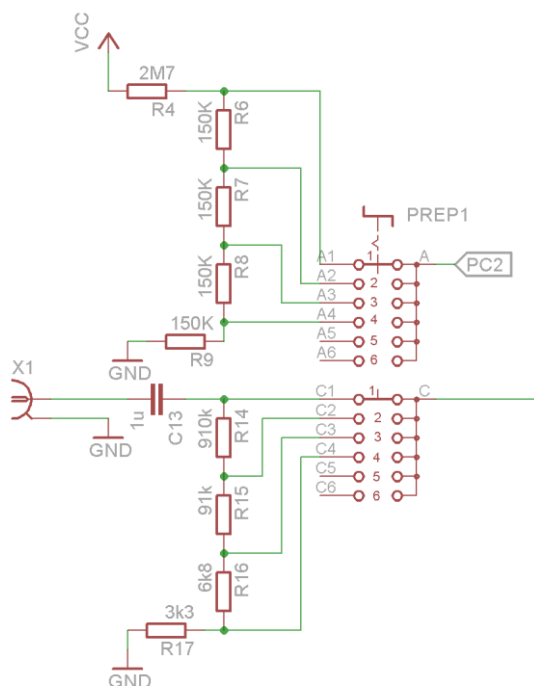 VCC
2M7
R4
150K
R6
150K
R7
150K
R8
150K
R9
GND
PREP1
A1
A2
A3
A4
A5
A6
1
2
3
4
5
6
A
PC2
X1
GND
1u
C13
910k
R14
91k
R15
6k8
R16
3k3
R17
GND
C1
C2
C3
C4
C5
C6
1
2
3
4
5
6
C